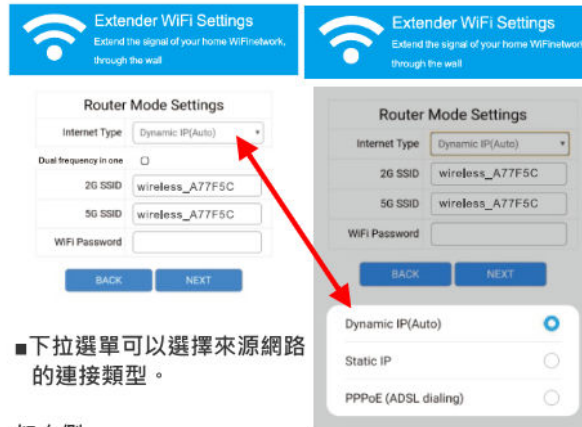 Extender WiFi Settings
Extend the signal of your home WiFinetwork,
through the wall
Router Mode Settings
Internet Type Dynamic IP(Auto)
Dual frequency in one
2G SSID wireless_A77F5C
5G SSID wireless_A77F5C
WiFi Password
BACK NEXT
■下拉選單可以選擇來源網路
的連接類型。
Extender WiFi Settings
Extend the signal of your home WiFinetwor
through the wall
Router Mode Settings
Internet Type Dynamic IP(Auto)
2G SSID wireless_A77F5C
5G SSID wireless_A77F5C
WiFi Password
BACK NEXT
Dynamic IP(Auto)
Static IP
PPPoE (ADSL dialing)